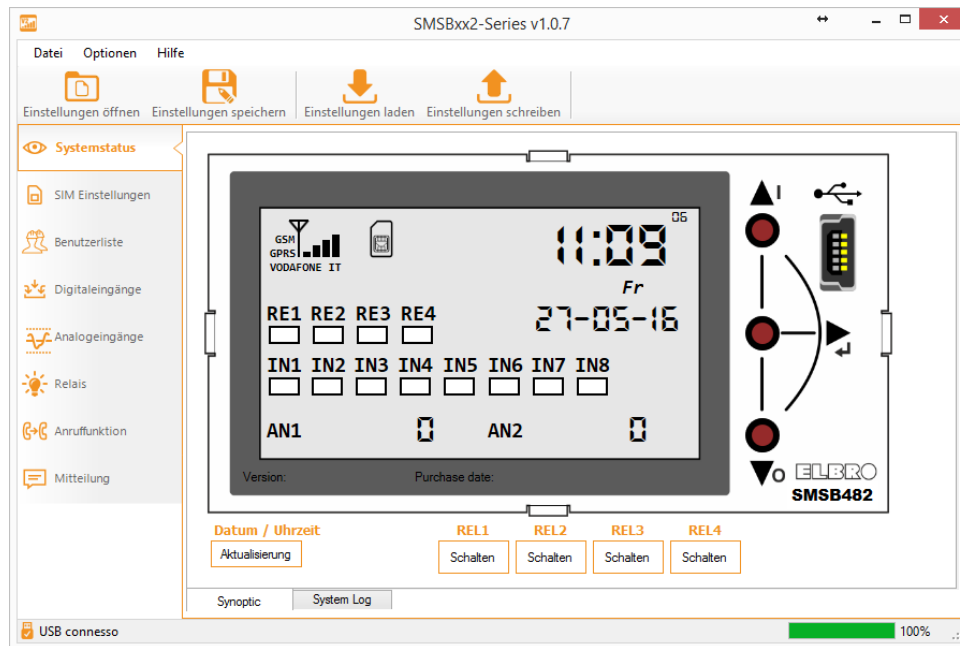 SMSBxx2-Series v1.0.7
Datei Optionen Hilfe
Einstellungen öffnen Einstellungen speichern Einstellungen laden Einstellungen schreiben
Systemstatus
SIM Einstellungen
Benutzerliste
Digitaleingänge
Analogeingänge
Relais
Anruffunktion
Mitteilung
GSM
GPRS
VODAFONE IT
11:09
06
Fr
27-05-16
RE1 RE2 RE3 RE4
IN1 IN2 IN3 IN4 IN5 IN6 IN7 IN8
AN1 0 AN2 0
Version: Purchase date:
I
O
ELBRO
SMSB482
Datum / Uhrzeit REL1 REL2 REL3 REL4
Aktualisierung Schalten Schalten Schalten Schalten
Synoptic System Log
USB connesso 100%